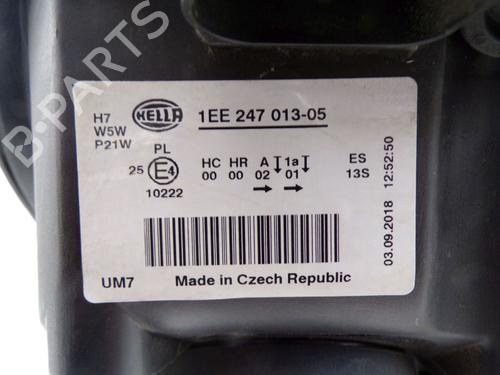 B-PARTS
H7
W5W
P21W
HELLA
1EE 247 013-05
PL
25 E4
10222
HC HR A 1a
00 00 02 01
ES
13S
03.09.2018 12:52:50
UM7
Made in Czech Republic